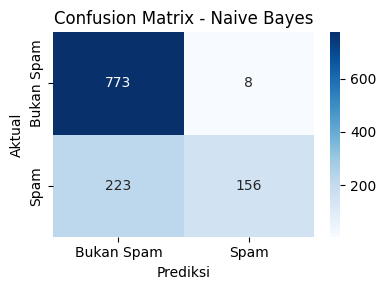 Confusion Matrix - Naive Bayes
Aktual
Bukan Spam
773
8
Spam
223
156
Bukan Spam
Spam
Prediksi
600
400
200